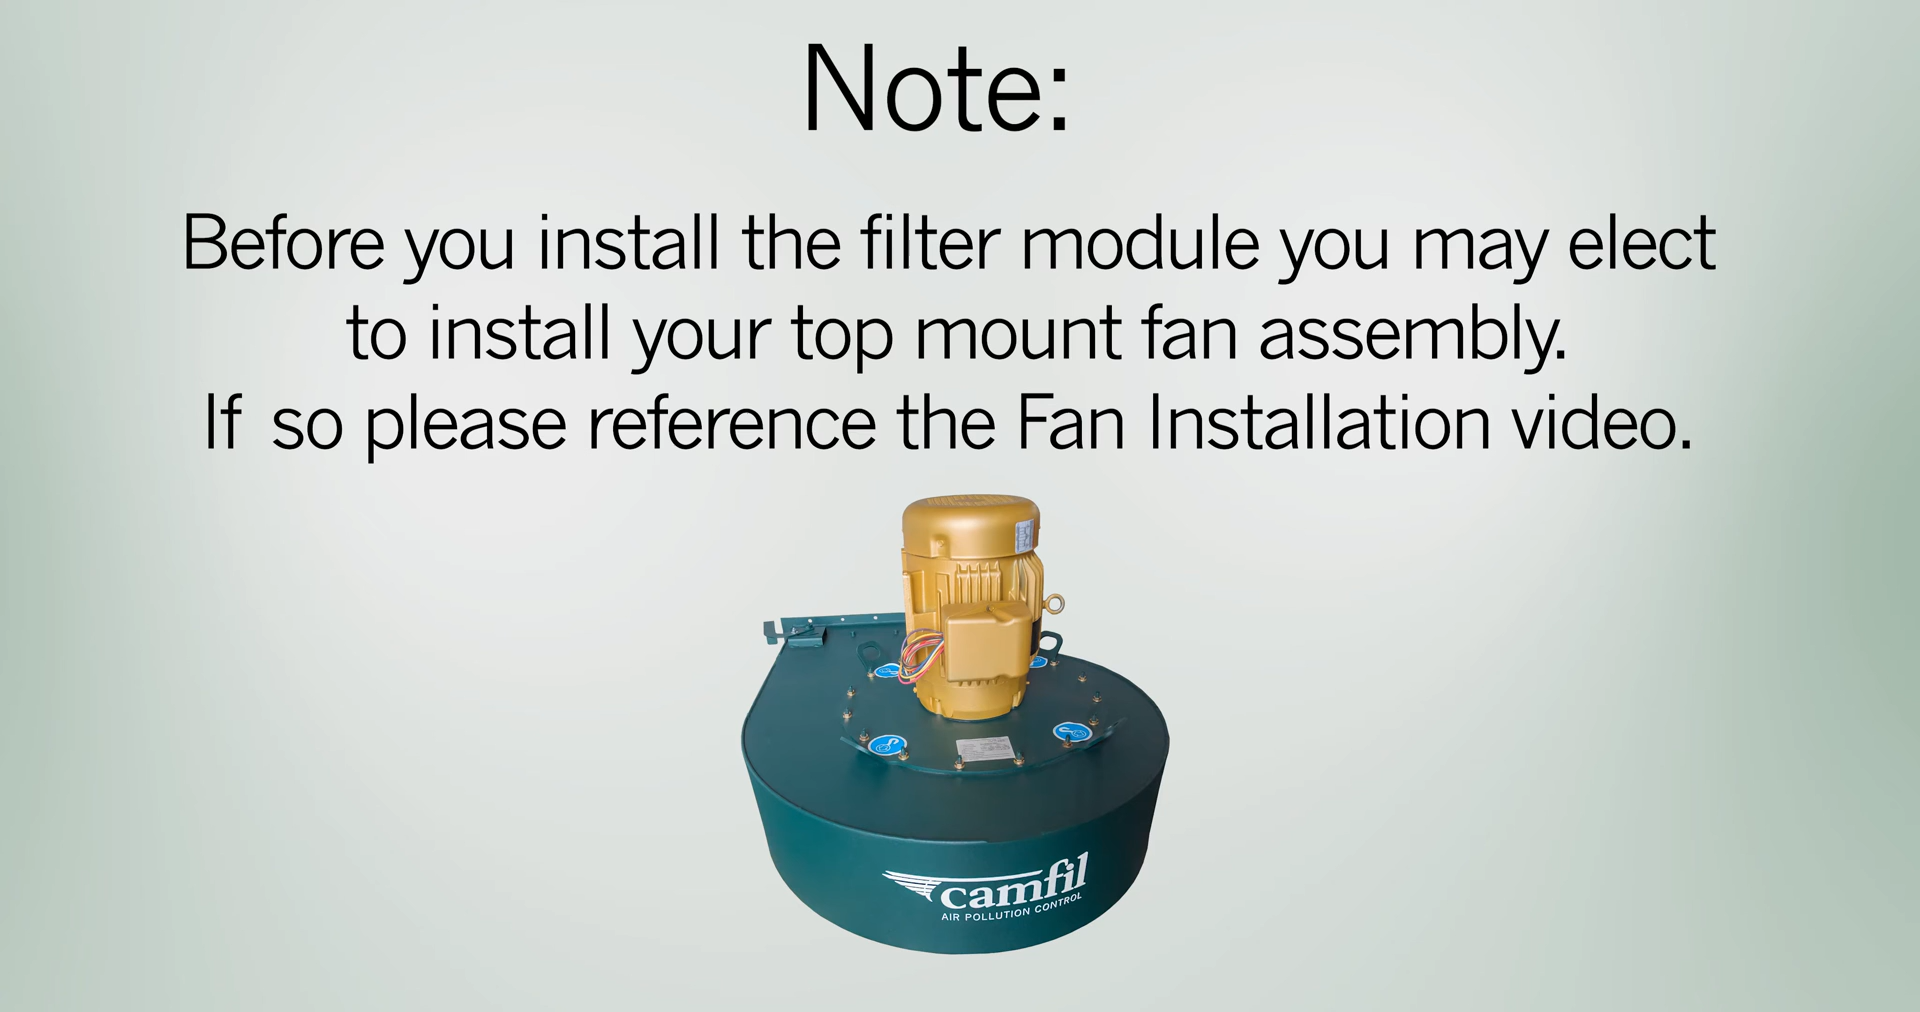 Note:
Before you install the filter module you may elect
to install your top mount fan assembly.
If so please reference the Fan Installation video.
camfil
AIR POLLUTION CONTROL